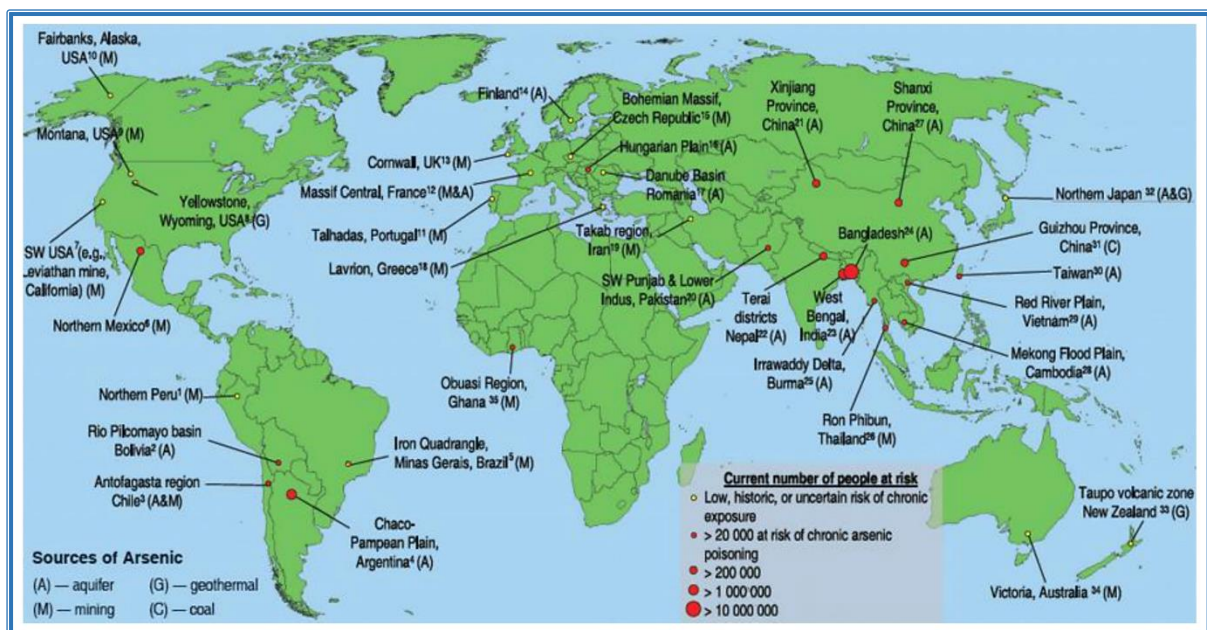 Fairbanks, Alaska,
USA¹⁰ (M)
Montana, USA⁹ (M)
Yellowstone,
Wyoming, USA⁸ (G)
SW USA⁷ (e.g.,
Leviathan mine,
California) (M)
Northern Mexico⁶ (M)
Northern Peru¹ (M)
Rio Pilcomayo basin
Bolivia² (A)
Antofagasta region
Chile³ (A&M)
Chaco-
Pampean Plain,
Argentina⁴ (A)
Iron Quadrangle,
Minas Gerais, Brazil⁵ (M)
Finland¹⁴ (A)
Bohemian Massif,
Czech Republic¹⁵ (M)
Cornwall, UK¹³ (M)
Hungarian Plain¹⁶ (A)
Massif Central, France¹² (M&A)
Danube Basin
Romania¹⁷ (A)
Talhadas, Portugal¹¹ (M)
Lavrion, Greece¹⁸ (M)
Takab region,
Iran¹⁹ (M)
SW Punjab & Lower
Indus, Pakistan²⁰ (A)
Obuasi Region,
Ghana ³⁵ (M)
Xinjiang
Province,
China²¹ (A)
Shanxi
Province,
China²⁷ (A)
Northern Japan ³² (A&G)
Bangladesh²⁴ (A)
Guizhou Province,
China³¹ (C)
Taiwan³⁰ (A)
Terai
districts
Nepal²² (A)
West
Bengal,
India²³ (A)
Red River Plain,
Vietnam²⁹ (A)
Irrawaddy Delta,
Burma²⁵ (A)
Mekong Flood Plain,
Cambodia²⁸ (A)
Ron Phibun,
Thailand²⁶ (M)
Taupo volcanic zone
New Zealand ³³ (G)
Victoria, Australia ³⁴ (M)
Sources of Arsenic
(A) — aquifer (G) — geothermal
(M) — mining (C) — coal
Current number of people at risk
Low, historic, or uncertain risk of chronic
exposure
> 20 000 at risk of chronic arsenic
poisoning
> 200 000
> 1 000 000
> 10 000 000